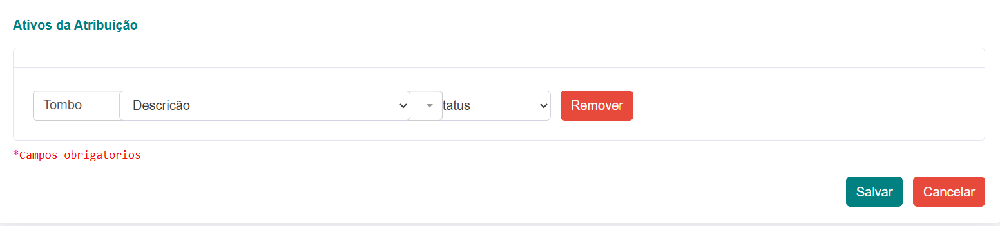 Ativos da Atribuição
Tombo Descricão tatus Remover
*Campos obrigatorios
Salvar Cancelar